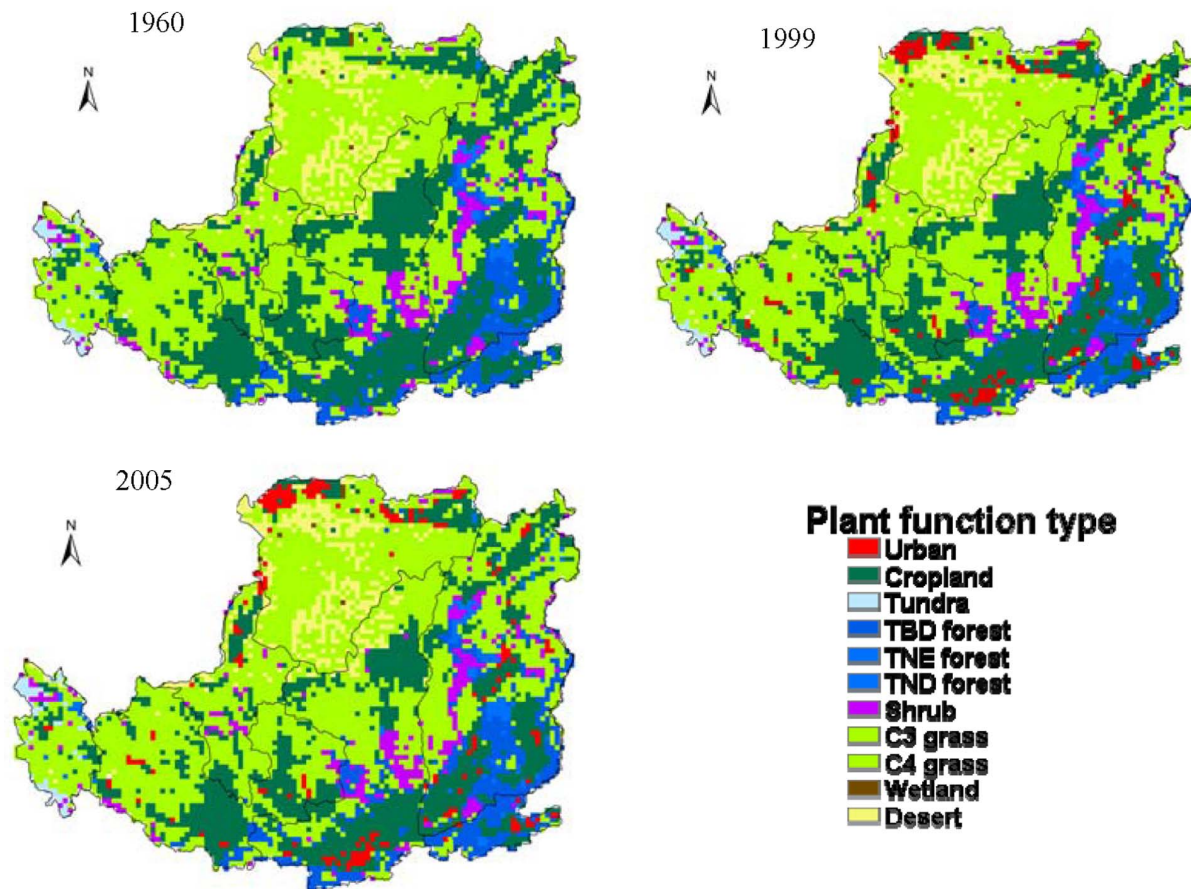 1960
N
1999
N
2005
N
Plant function type
Urban
Cropland
Tundra
TBD forest
TNE forest
TND forest
Shrub
C3 grass
C4 grass
Wetland
Desert